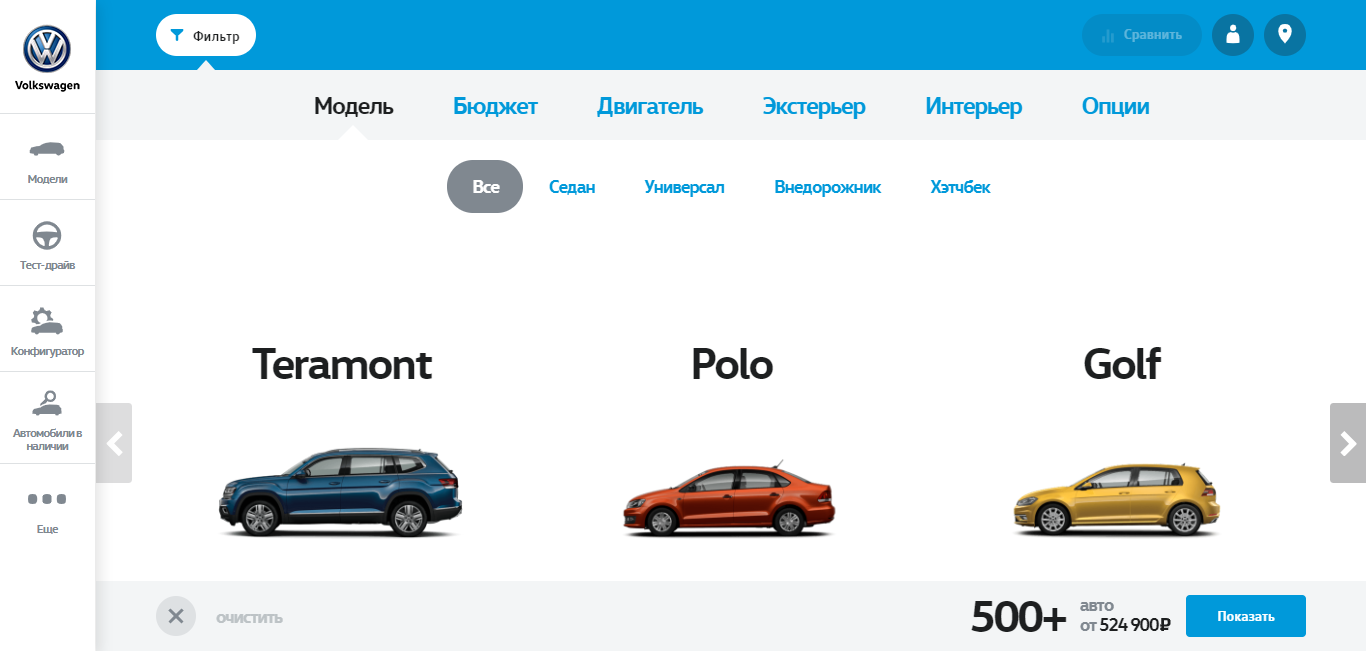 Фильтр
Сравнить
Volkswagen
Модель
Бюджет
Двигатель
Экстерьер
Интерьер
Опции
Все
Седан
Универсал
Внедорожник
Хэтчбек
Модели
Тест-драйв
Конфигуратор
Автомобили в
наличии
Еще
Teramont
Polo
Golf
ОЧИСТИТЬ
500+
авто
от 524 900₽
Показать